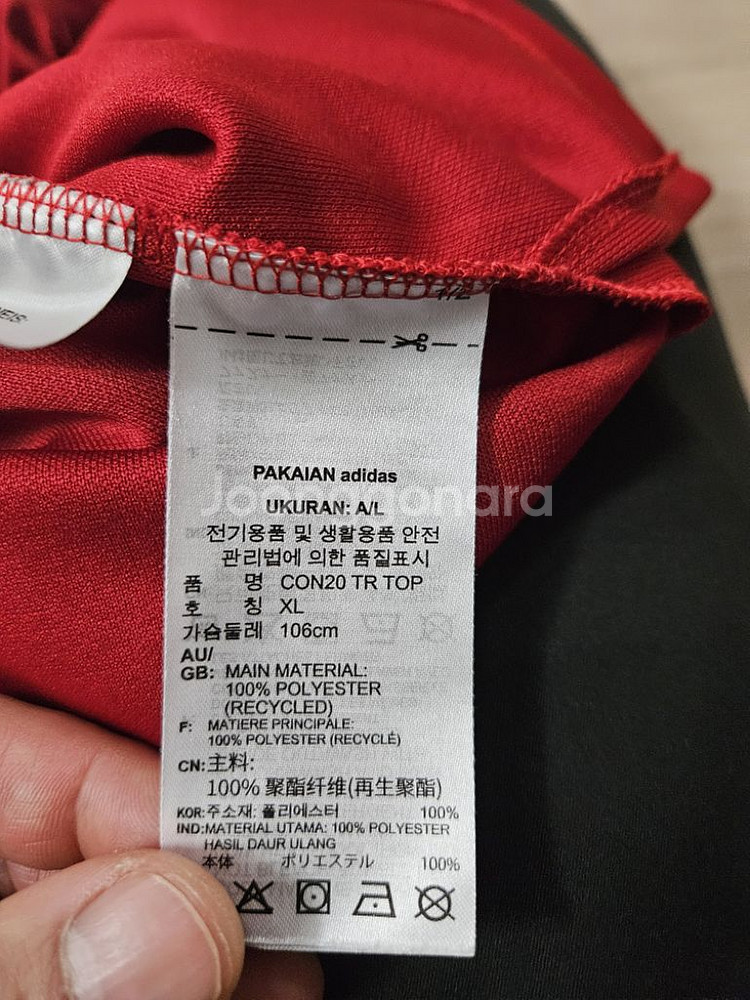 EIS:
PAKAIAN adidas
Joongonara
UKURAN: A/L
전기용품 및 생활용품 안전
관리법에 의한 품질표시
품 명 CON20 TR TOP
호 칭 XL
가슴둘레 106cm
AU/
GB: MAIN MATERIAL:
100% POLYESTER
(RECYCLED)
F: MATIERE PRINCIPALE:
100% POLYESTER (RECYCLÉ)
CN:主料:
100% 聚酯纤维(再生聚酯)
KOR:주소재: 폴리에스터 100%
IND:MATERIAL UTAMA: 100% POLYESTER
HASIL DAUR ULANG
本体 ポリエステル 100%